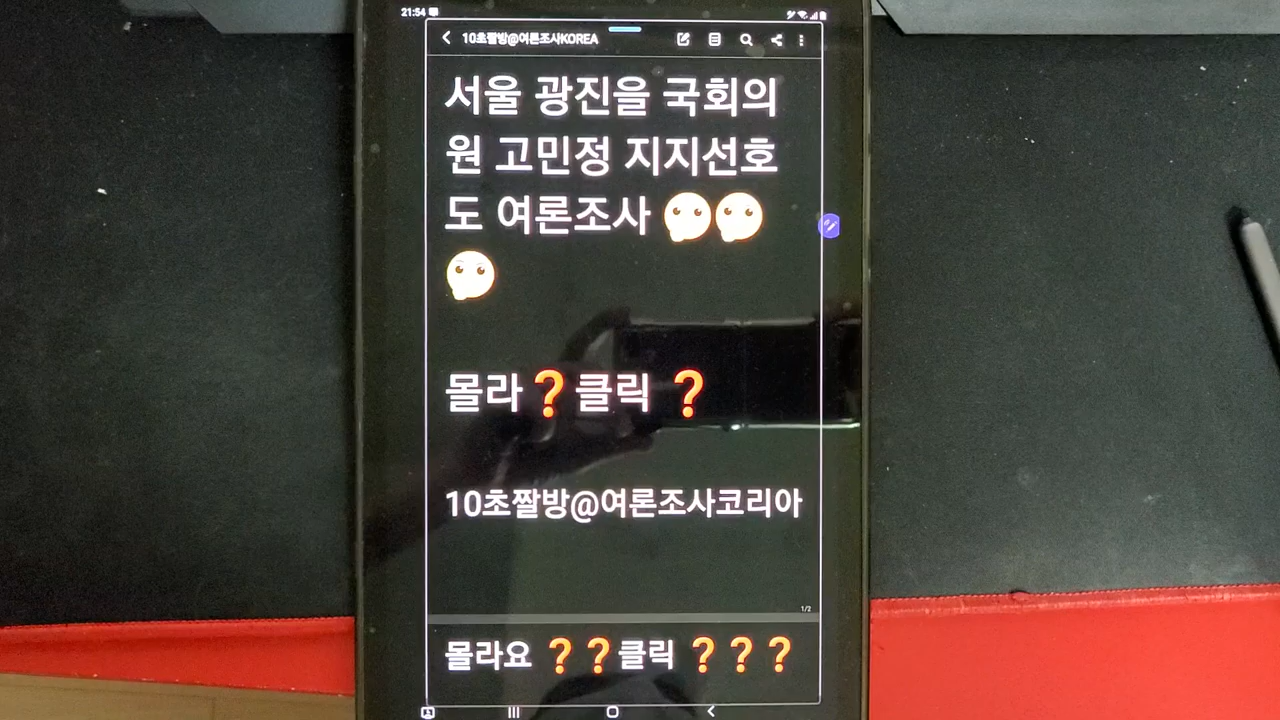 21:54
10초짤방@여론조사KOREA
서울 광진을 국회의
원 고민정 지지선호
도 여론조사 🤔🤔
🤔
몰라❓클릭 ❓
10초짤방@여론조사코리아
1/2
몰라요 ❓❓클릭 ❓❓❓